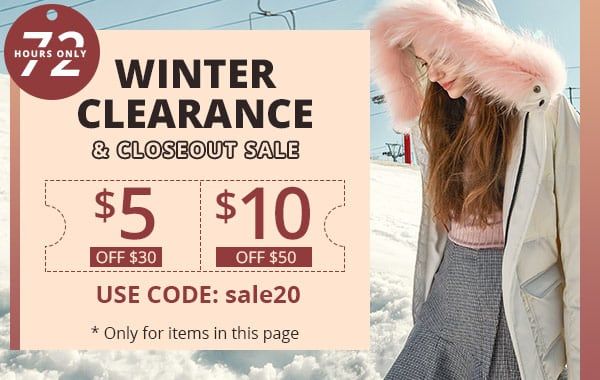 72
HOURS ONLY
WINTER
CLEARANCE
& CLOSEOUT SALE
$5 $10
OFF $30 OFF $50
USE CODE: sale20
* Only for items in this page